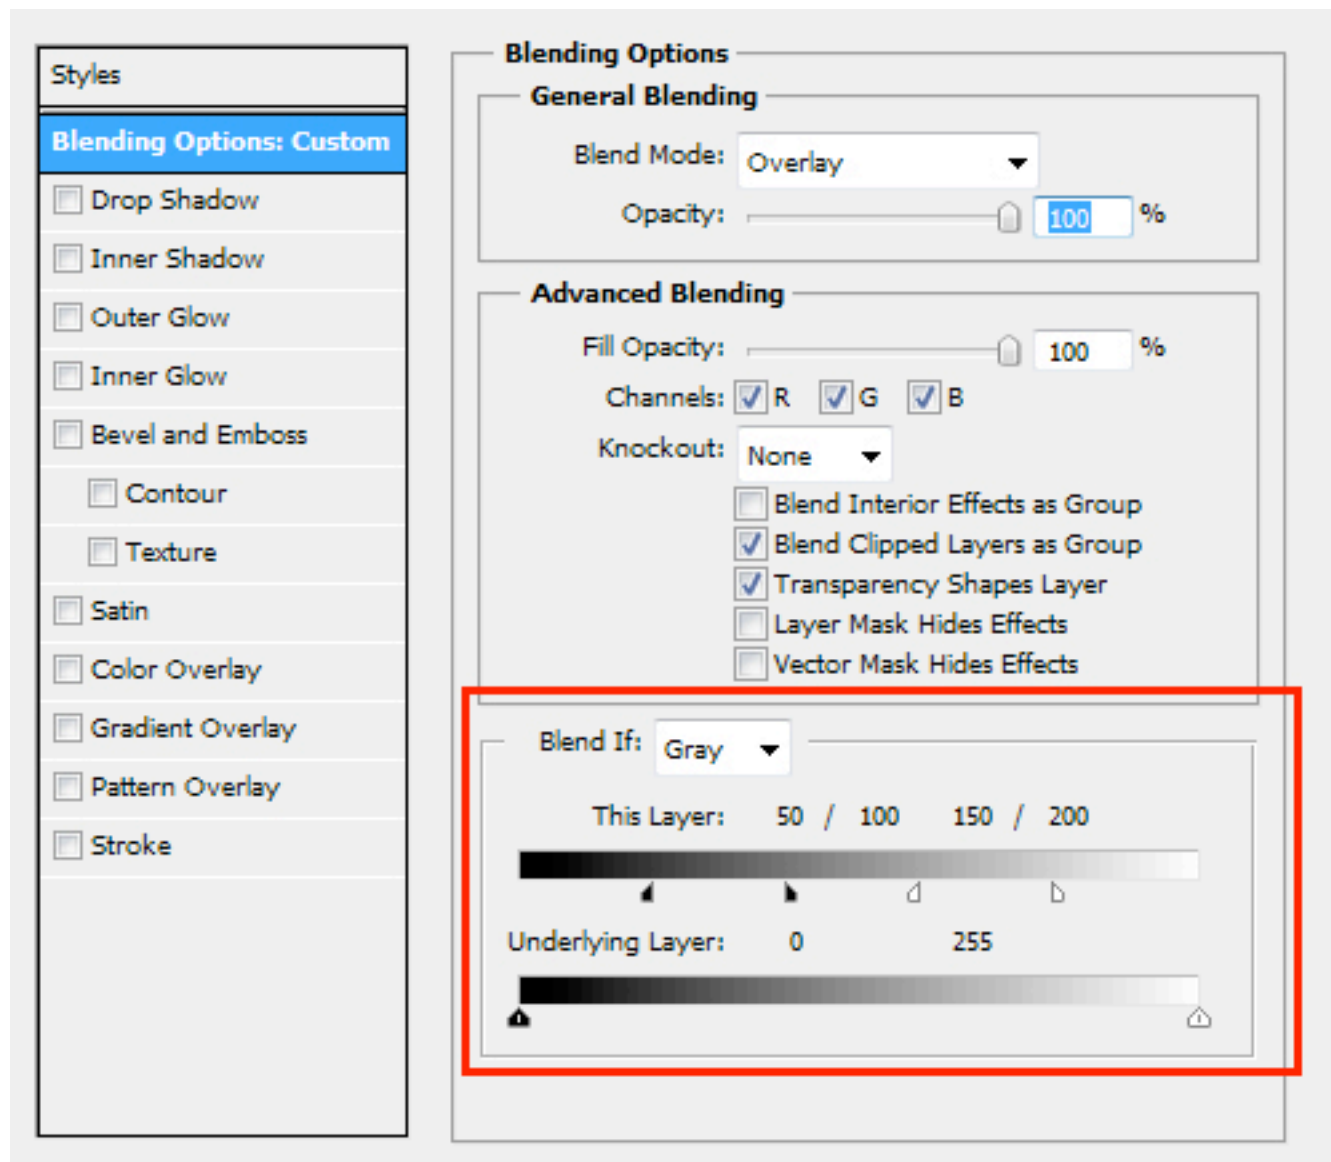 Styles
Blending Options: Custom
Drop Shadow
Inner Shadow
Outer Glow
Inner Glow
Bevel and Emboss
Contour
Texture
Satin
Color Overlay
Gradient Overlay
Pattern Overlay
Stroke
Blending Options
General Blending
Blend Mode: Overlay
Opacity: 100 %
Advanced Blending
Fill Opacity: 100 %
Channels: R G B
Knockout: None
Blend Interior Effects as Group
Blend Clipped Layers as Group
Transparency Shapes Layer
Layer Mask Hides Effects
Vector Mask Hides Effects
Blend If: Gray
This Layer: 50 / 100 150 / 200
Underlying Layer: 0 255